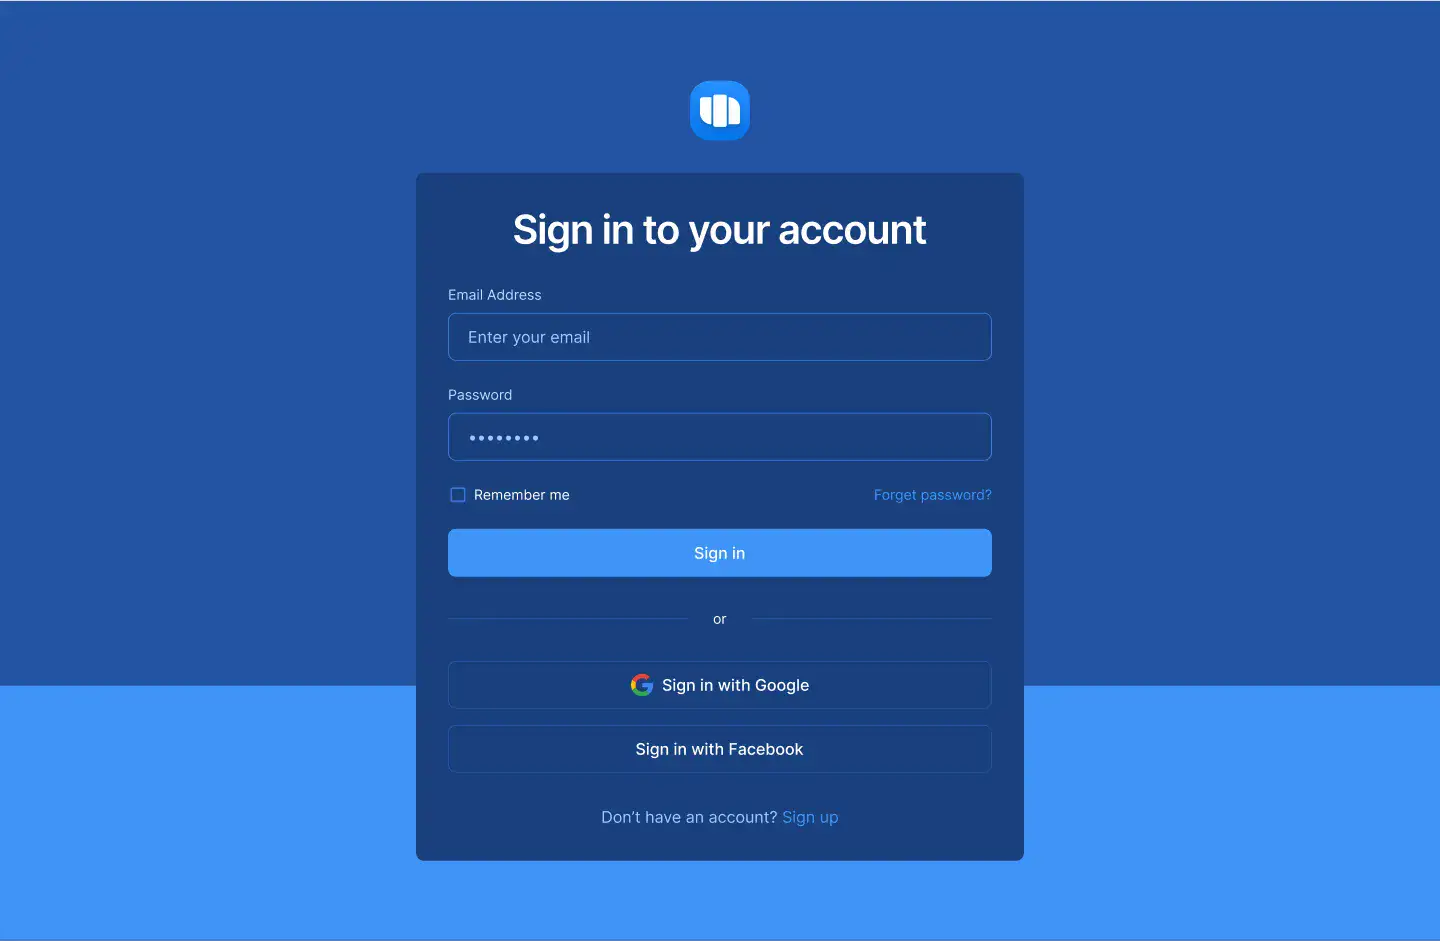 Sign in to your account
Email Address
Enter your email
Password
••••••••
Remember me
Forget password?
Sign in
or
Sign in with Google
Sign in with Facebook
Don’t have an account? Sign up